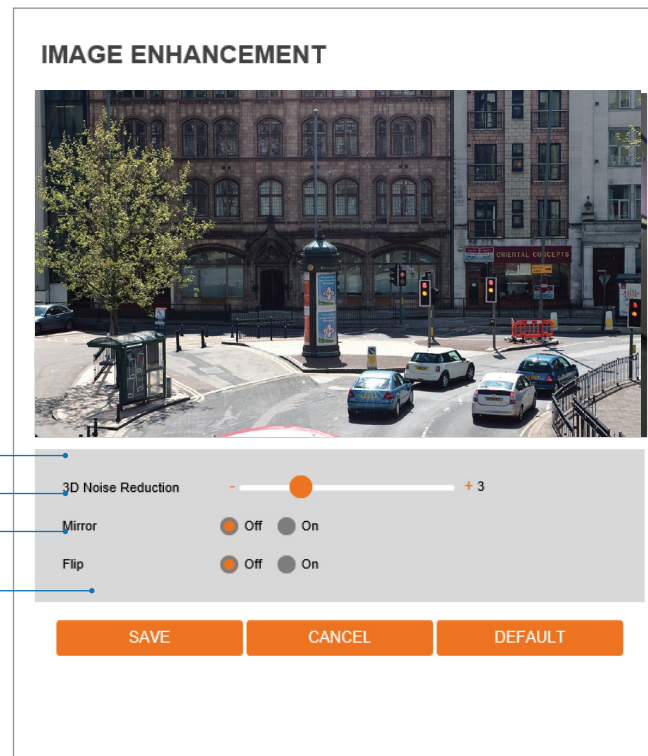 IMAGE ENHANCEMENT
ORIENTAL CONCEPTS
3D Noise Reduction - + 3
Mirror Off On
Flip Off On
SAVE CANCEL DEFAULT